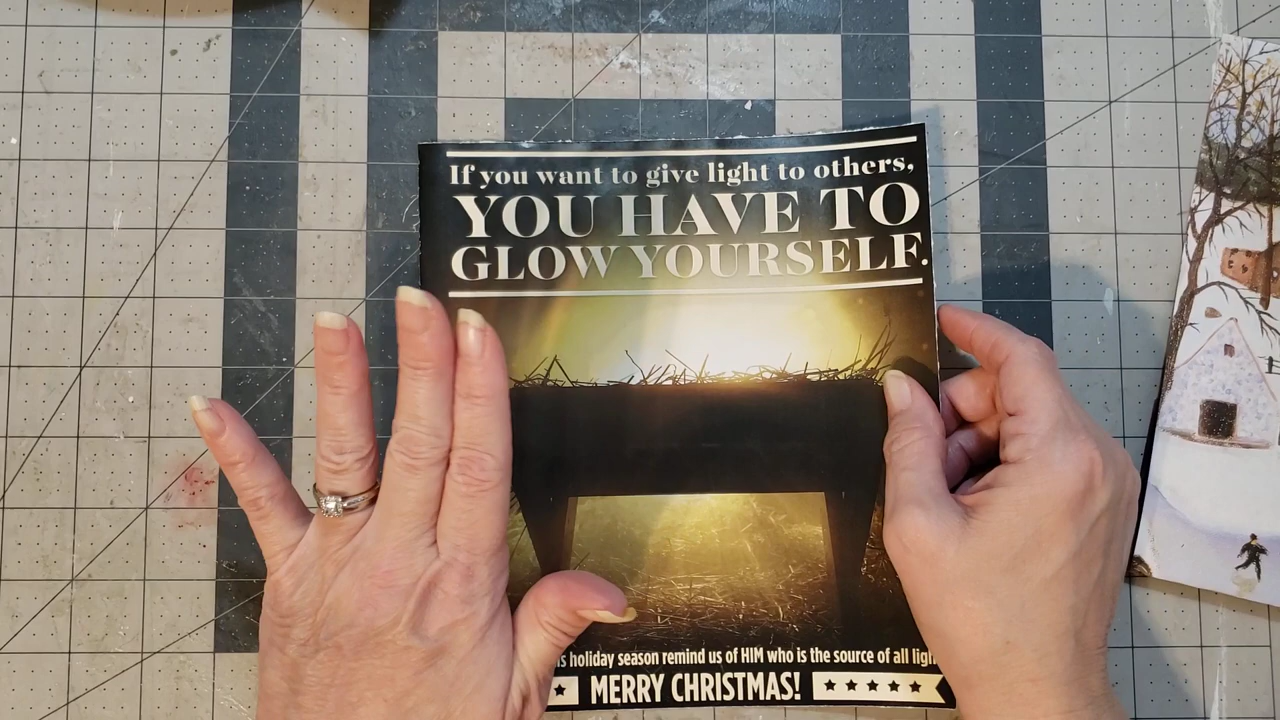 If you want to give light to others,
YOU HAVE TO
GLOW YOURSELF.
holiday season remind us of HIM who is the source of all
MERRY CHRISTMAS!